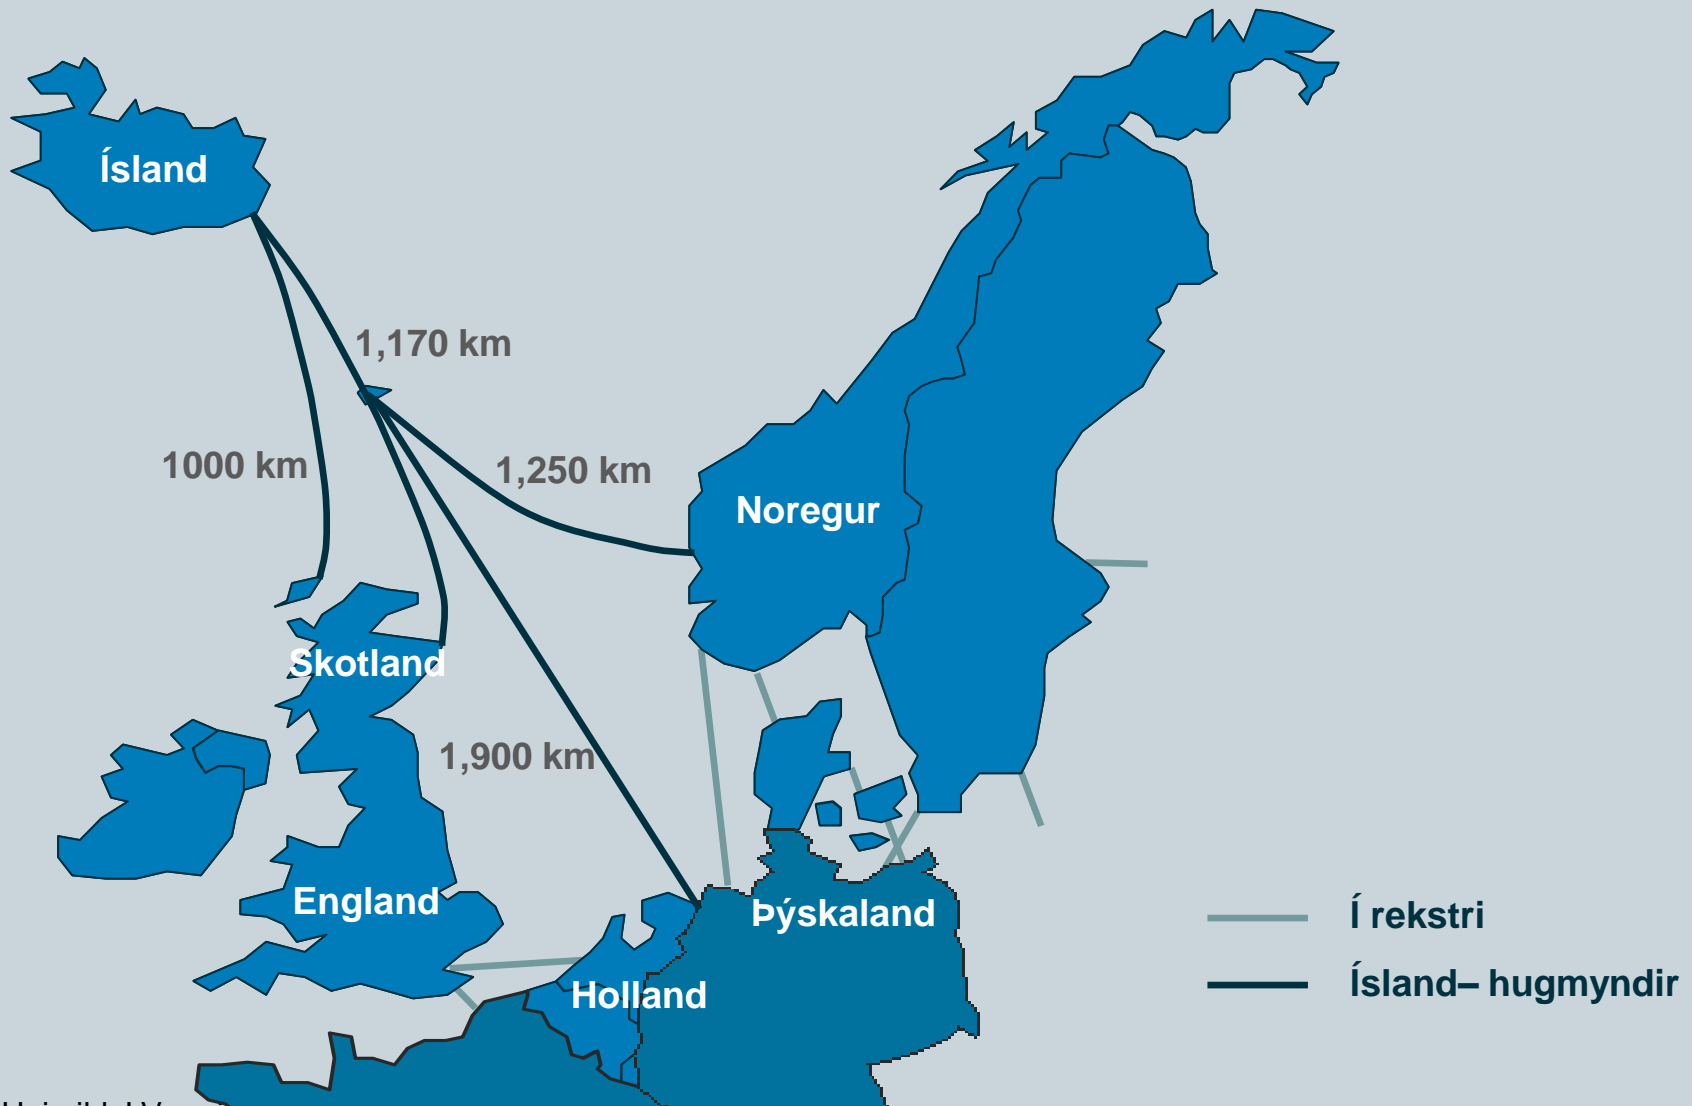 Ísland
1,170 km
1000 km
1,250 km
Noregur
Skotland
1,900 km
England
Þýskaland
Í rekstri
Ísland– hugmyndir
Holland